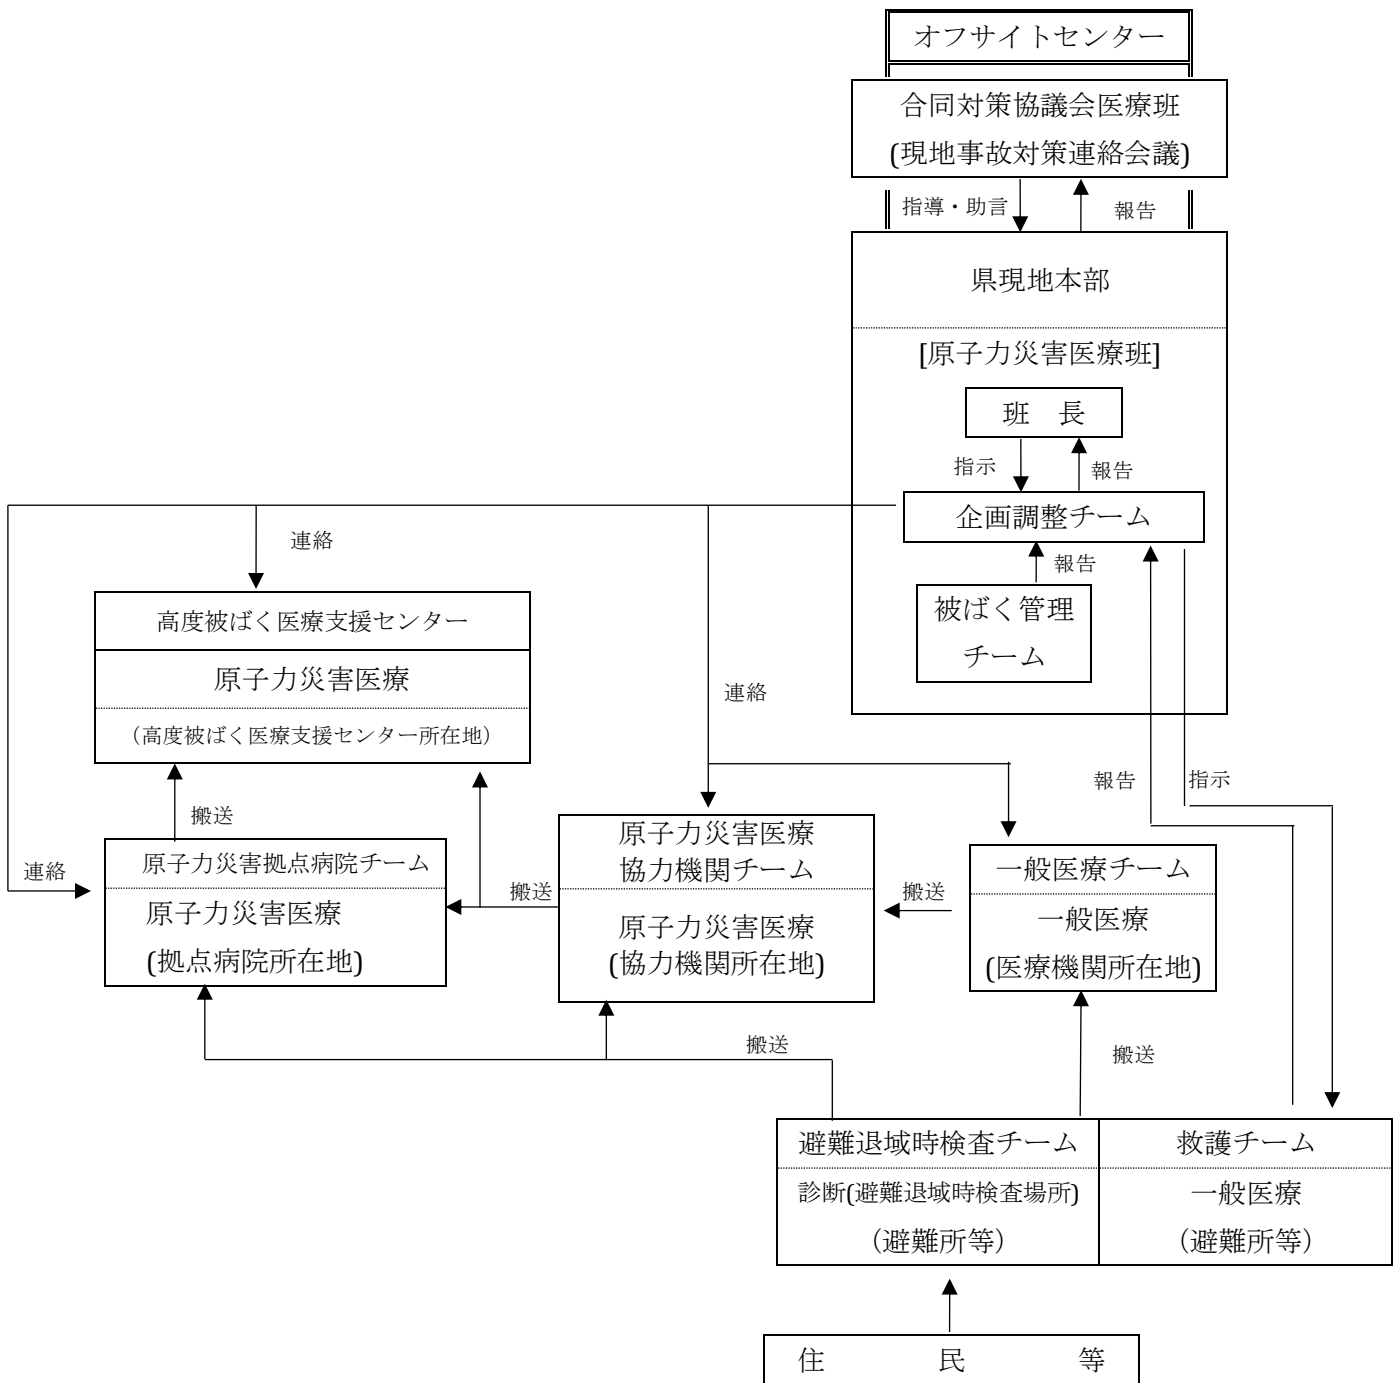 オフサイトセンター
合同対策協議会医療班
(現地事故対策連絡会議)
指導・助言
報告
県現地本部
[原子力災害医療班]
班　長
指示
報告
企画調整チーム
報告
被ばく管理
チーム
連絡
高度被ばく医療支援センター
原子力災害医療
（高度被ばく医療支援センター所在地）
連絡
報告
指示
搬送
連絡
原子力災害拠点病院チーム
原子力災害医療
(拠点病院所在地)
搬送
原子力災害医療
協力機関チーム
原子力災害医療
(協力機関所在地)
搬送
一般医療チーム
一般医療
(医療機関所在地)
搬送
搬送
避難退域時検査チーム
診断(避難退域時検査場所)
（避難所等）
救護チーム
一般医療
（避難所等）
住　　　　民　　　　等